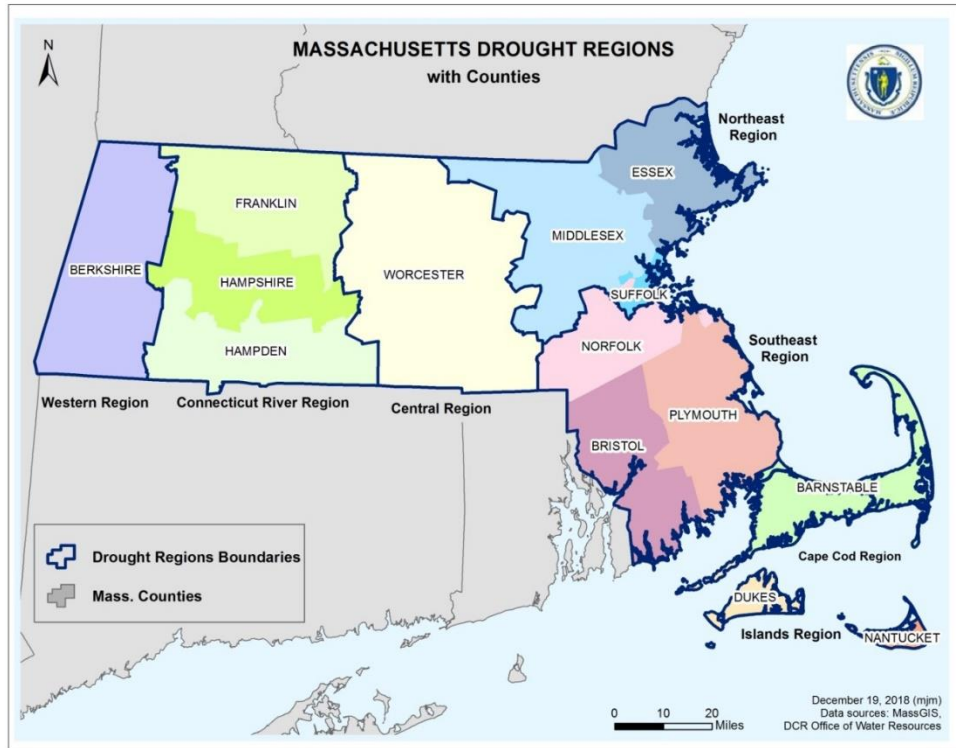 MASSACHUSETTS DROUGHT REGIONS
with Counties
N
Northeast
Region
ESSEX
FRANKLIN
MIDDLESEX
BERKSHIRE
HAMPSHIRE
WORCESTER
SUFFOLK
HAMPDEN
NORFOLK
Southeast
Region
Western Region
Connecticut River Region
Central Region
PLYMOUTH
BRISTOL
BARNSTABLE
Cape Cod Region
Drought Regions Boundaries
Mass. Counties
DUKES
Islands Region
NANTUCKET
0 10 20
Miles
December 19, 2018 (mjm)
Data sources: MassGIS,
DCR Office of Water Resources